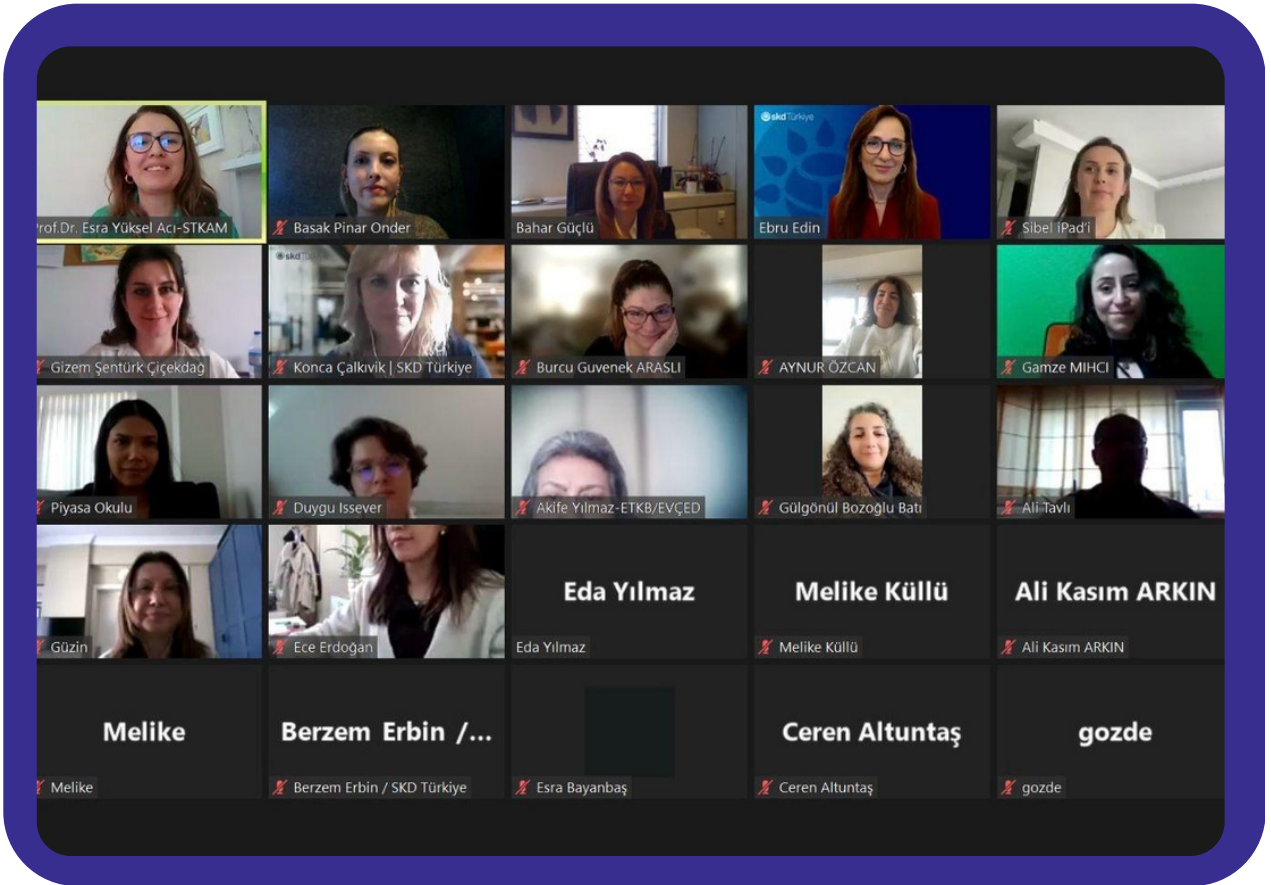 Prof.Dr. Esra Yüksel Acı-STKAM
Basak Pinar Onder
Bahar Güçlü
skdTürkiye
Ebru Edin
Sibel iPad'i
Gizem Şentürk Çiçekdağ
skdTürkiye
Konca Çalkıvik | SKD Türkiye
Burcu Guvenek ARASLI
AYNUR ÖZCAN
Gamze MIHCI
Piyasa Okulu
Duygu Issever
Akife Yılmaz-ETKB/EVÇED
Gülgönül Bozoğlu Batı
Ali Tavlı
Güzin
Ece Erdoğan
Eda Yılmaz
Eda Yılmaz
Melike Küllü
Melike Küllü
Ali Kasım ARKIN
Ali Kasım ARKIN
Melike
Melike
Berzem Erbin /...
Berzem Erbin / SKD Türkiye
Esra Bayanbaş
Ceren Altuntaş
Ceren Altuntaş
gozde
gozde